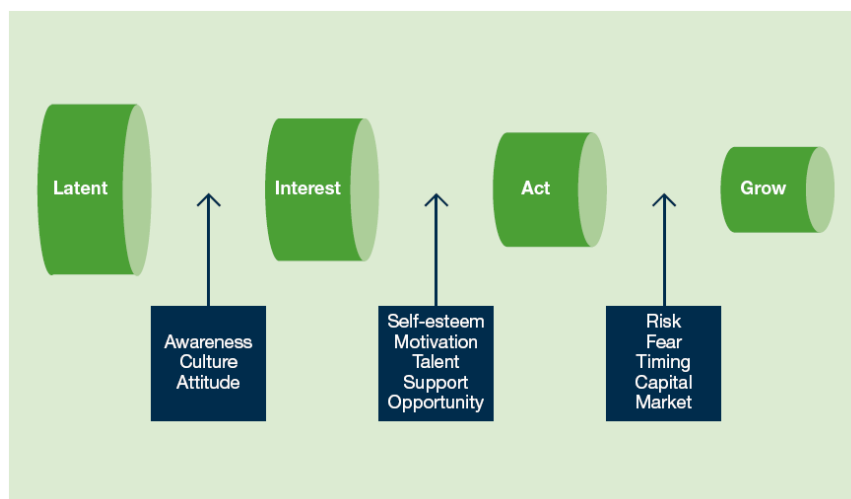 Latent
Interest
Act
Grow
Awareness
Culture
Attitude
Self-esteem
Motivation
Talent
Support
Opportunity
Risk
Fear
Timing
Capital
Market